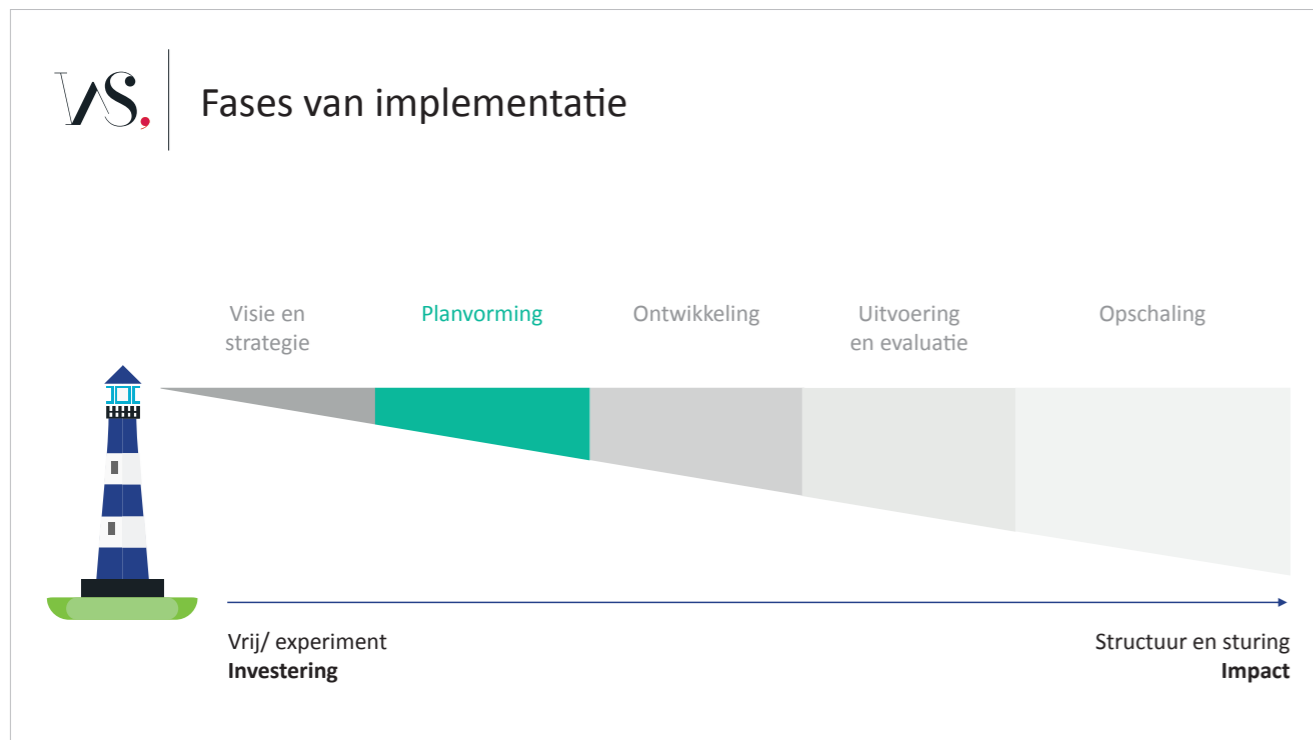 VS,
Fases van implementatie
Visie en
strategie
Planvorming
Ontwikkeling
Uitvoering
en evaluatie
Opschaling
Vrij/ experiment
Investering
Structuur en sturing
Impact